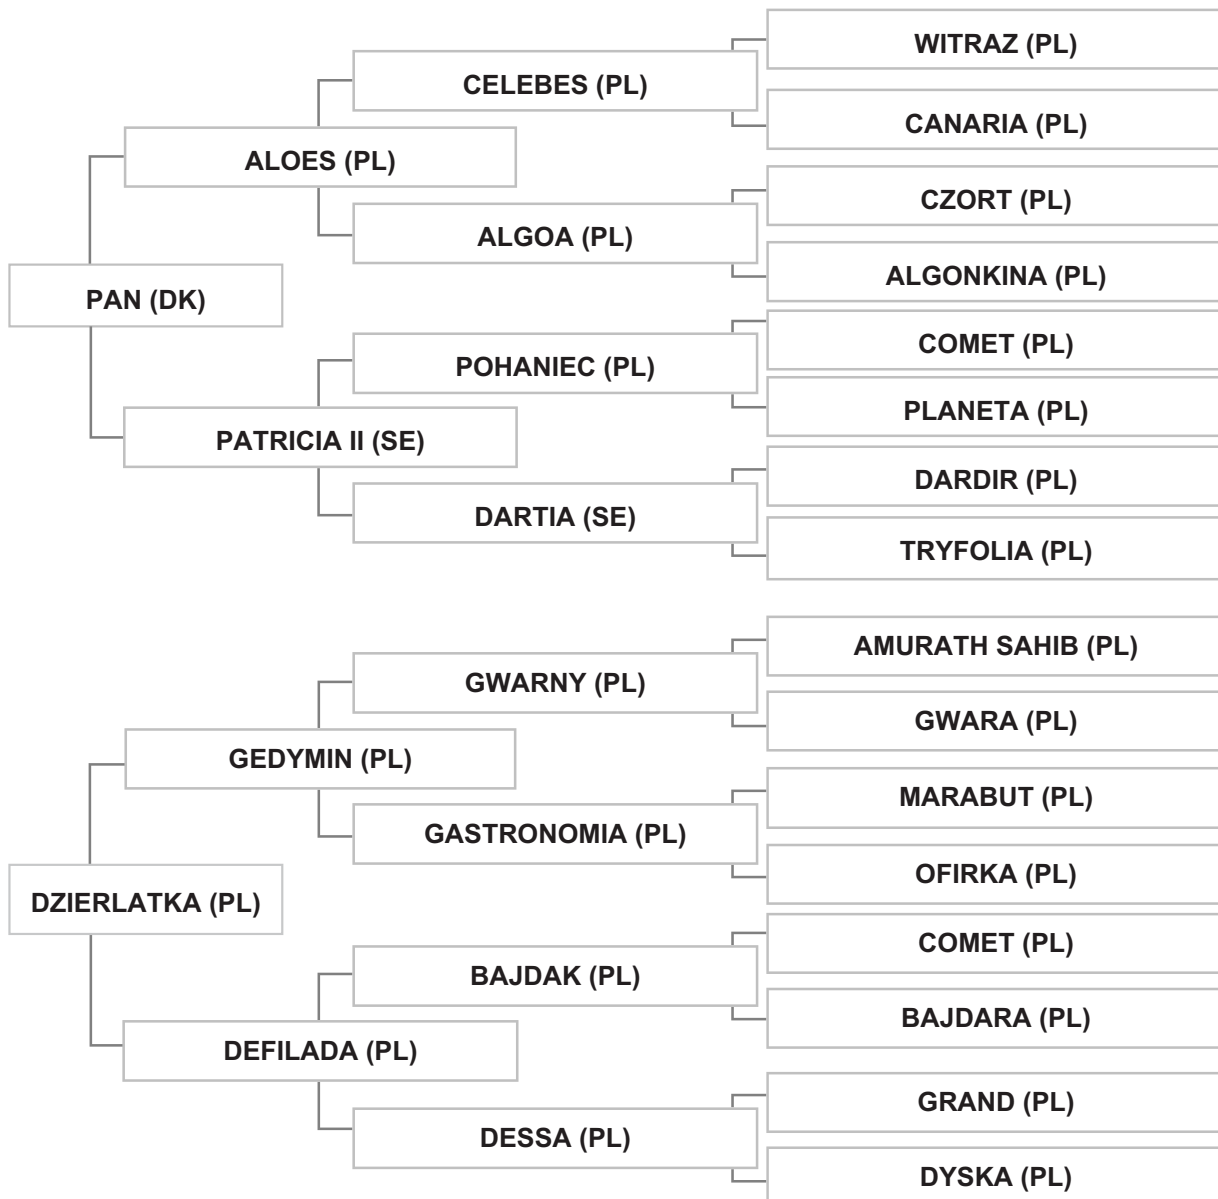 WITRAZ (PL)
CELEBES (PL)
CANARIA (PL)
ALOES (PL)
CZORT (PL)
ALGOA (PL)
ALGONKINA (PL)
PAN (DK)
COMET (PL)
POHANIEC (PL)
PLANETA (PL)
PATRICIA II (SE)
DARDIR (PL)
DARTIA (SE)
TRYFOLIA (PL)
AMURATH SAHIB (PL)
GWARNY (PL)
GWARA (PL)
GEDYMIN (PL)
MARABUT (PL)
GASTRONOMIA (PL)
OFIRKA (PL)
DZIERLATKA (PL)
COMET (PL)
BAJDAK (PL)
BAJDARA (PL)
DEFILADA (PL)
GRAND (PL)
DESSA (PL)
DYSKA (PL)